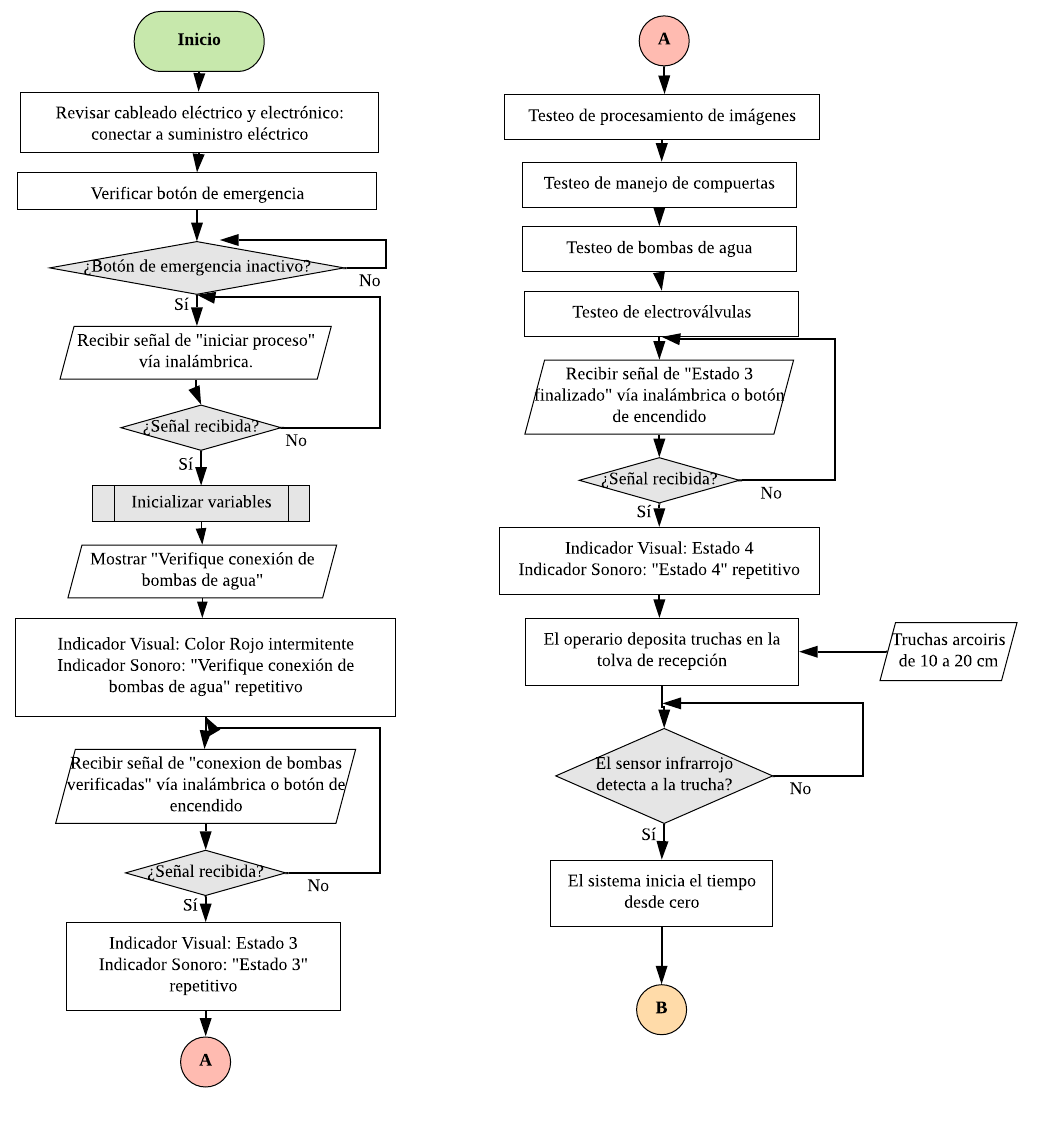 Inicio
Revisar cableado eléctrico y electrónico:
conectar a suministro eléctrico
Verificar botón de emergencia
¿Botón de emergencia inactivo?
No
Sí
Recibir señal de "iniciar proceso"
vía inalámbrica.
¿Señal recibida?
No
Sí
Inicializar variables
Mostrar "Verifique conexión de
bombas de agua"
Indicador Visual: Color Rojo intermitente
Indicador Sonoro: "Verifique conexión de
bombas de agua" repetitivo
Recibir señal de "conexion de bombas
verificadas" vía inalámbrica o botón de
encendido
¿Señal recibida?
No
Sí
Indicador Visual: Estado 3
Indicador Sonoro: "Estado 3"
repetitivo
A
A
Testeo de procesamiento de imágenes
Testeo de manejo de compuertas
Testeo de bombas de agua
Testeo de electroválvulas
Recibir señal de "Estado 3
finalizado" vía inalámbrica o botón
de encendido
¿Señal recibida?
No
Sí
Indicador Visual: Estado 4
Indicador Sonoro: "Estado 4" repetitivo
El operario deposita truchas en la
tolva de recepción
Truchas arcoiris
de 10 a 20 cm
El sensor infrarrojo
detecta a la trucha?
No
Sí
El sistema inicia el tiempo
desde cero
B